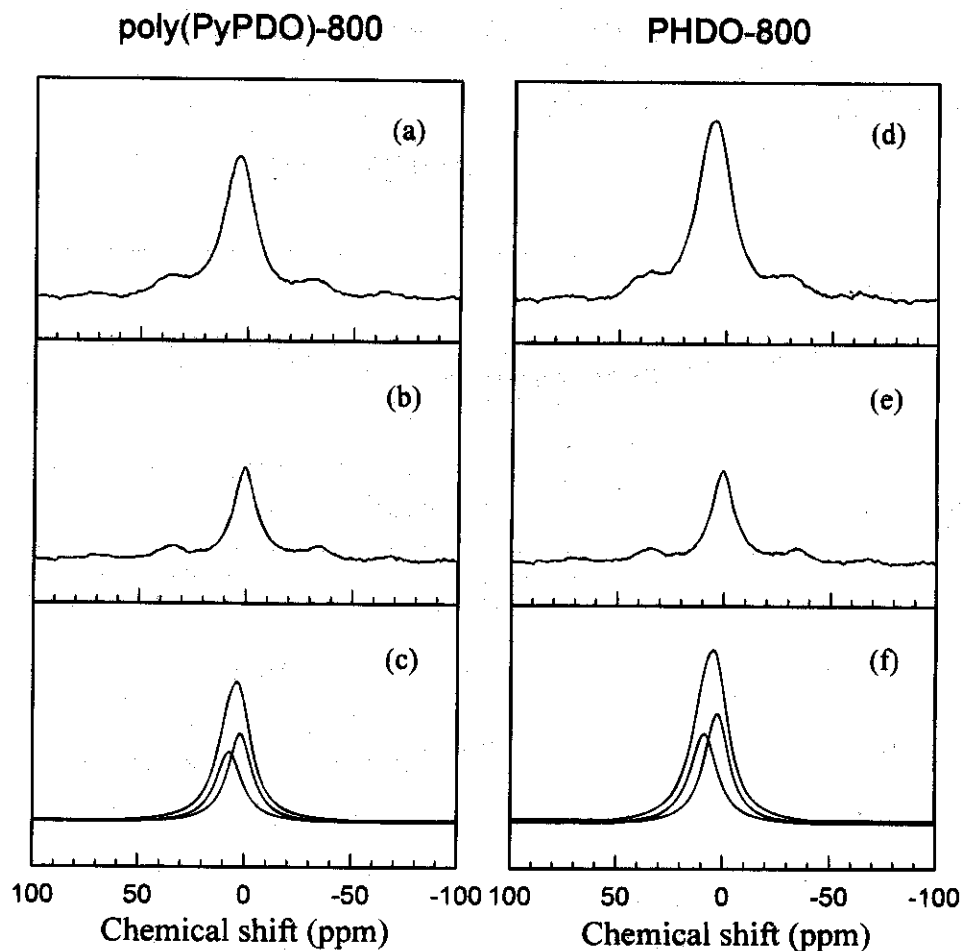 poly(PyPDO)-800 PHDO-800
(a) (d)
(b) (e)
(c) (f)
100 50 0 -50 -100 100 50 0 -50 -100
Chemical shift (ppm) Chemical shift (ppm)